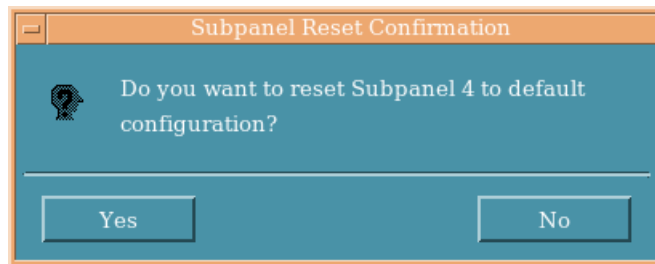 Subpanel Reset Confirmation
Do you want to reset Subpanel 4 to default
configuration?
Yes
No